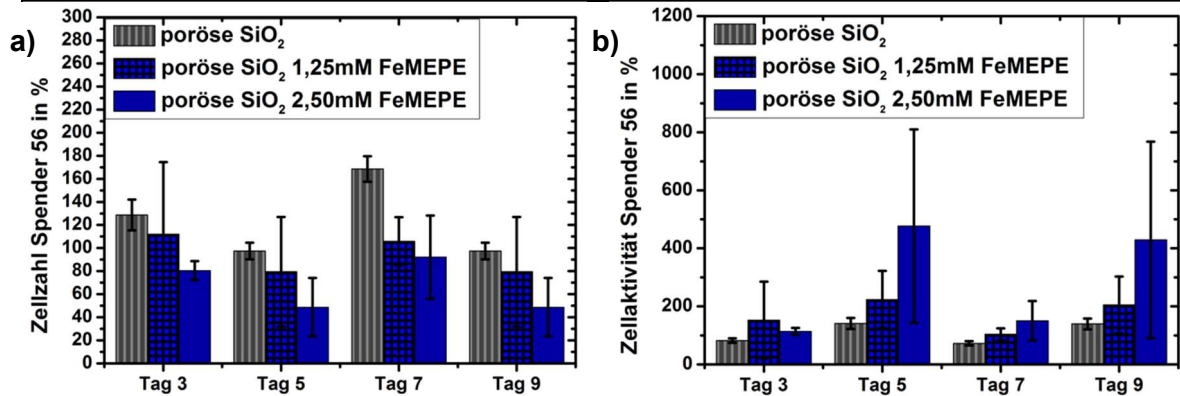 a)
Zellzahl Spender 56 in %
300
280
260
240
220
200
180
160
140
120
100
80
60
40
20
0
poröse SiO₂
poröse SiO₂ 1,25mM FeMEPE
poröse SiO₂ 2,50mM FeMEPE
Tag 3 Tag 5 Tag 7 Tag 9
b)
Zellaktivität Spender 56 in %
1200
1000
800
600
400
200
0
poröse SiO₂
poröse SiO₂ 1,25mM FeMEPE
poröse SiO₂ 2,50mM FeMEPE
Tag 3 Tag 5 Tag 7 Tag 9